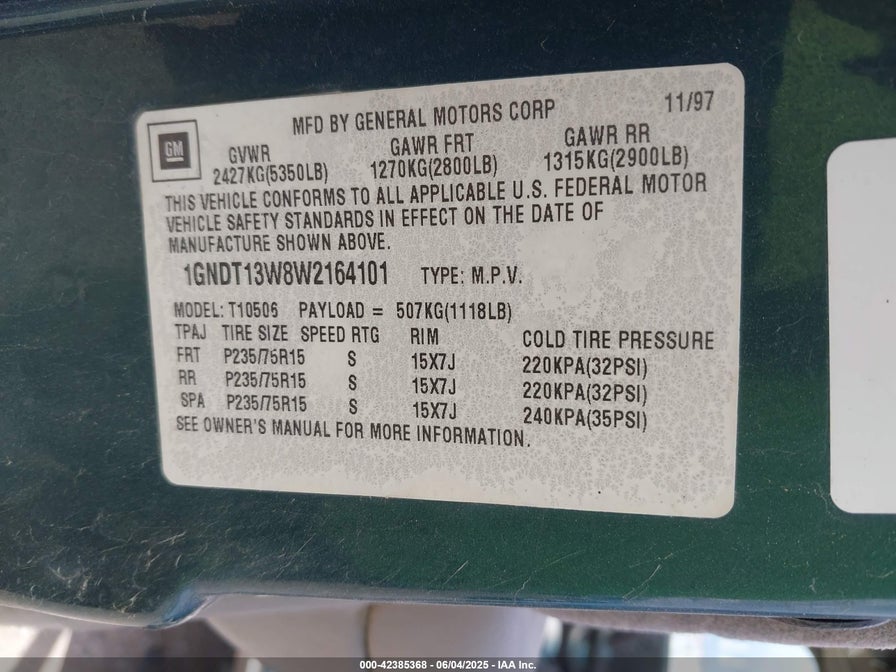 MFD BY GENERAL MOTORS CORP 11/97
GM
GVWR GAWR FRT GAWR RR
2427KG(5350LB) 1270KG(2800LB) 1315KG(2900LB)
THIS VEHICLE CONFORMS TO ALL APPLICABLE U.S. FEDERAL MOTOR
VEHICLE SAFETY STANDARDS IN EFFECT ON THE DATE OF
MANUFACTURE SHOWN ABOVE.
1GNDT13W8W2164101 TYPE: M.P.V.
MODEL: T10506 PAYLOAD = 507KG(1118LB)
TPAJ TIRE SIZE SPEED RTG RIM COLD TIRE PRESSURE
FRT P235/75R15 S 15X7J 220KPA(32PSI)
RR P235/75R15 S 15X7J 220KPA(32PSI)
SPA P235/75R15 S 15X7J 240KPA(35PSI)
SEE OWNER'S MANUAL FOR MORE INFORMATION.
000-42385368 - 06/04/2025 - IAA Inc.